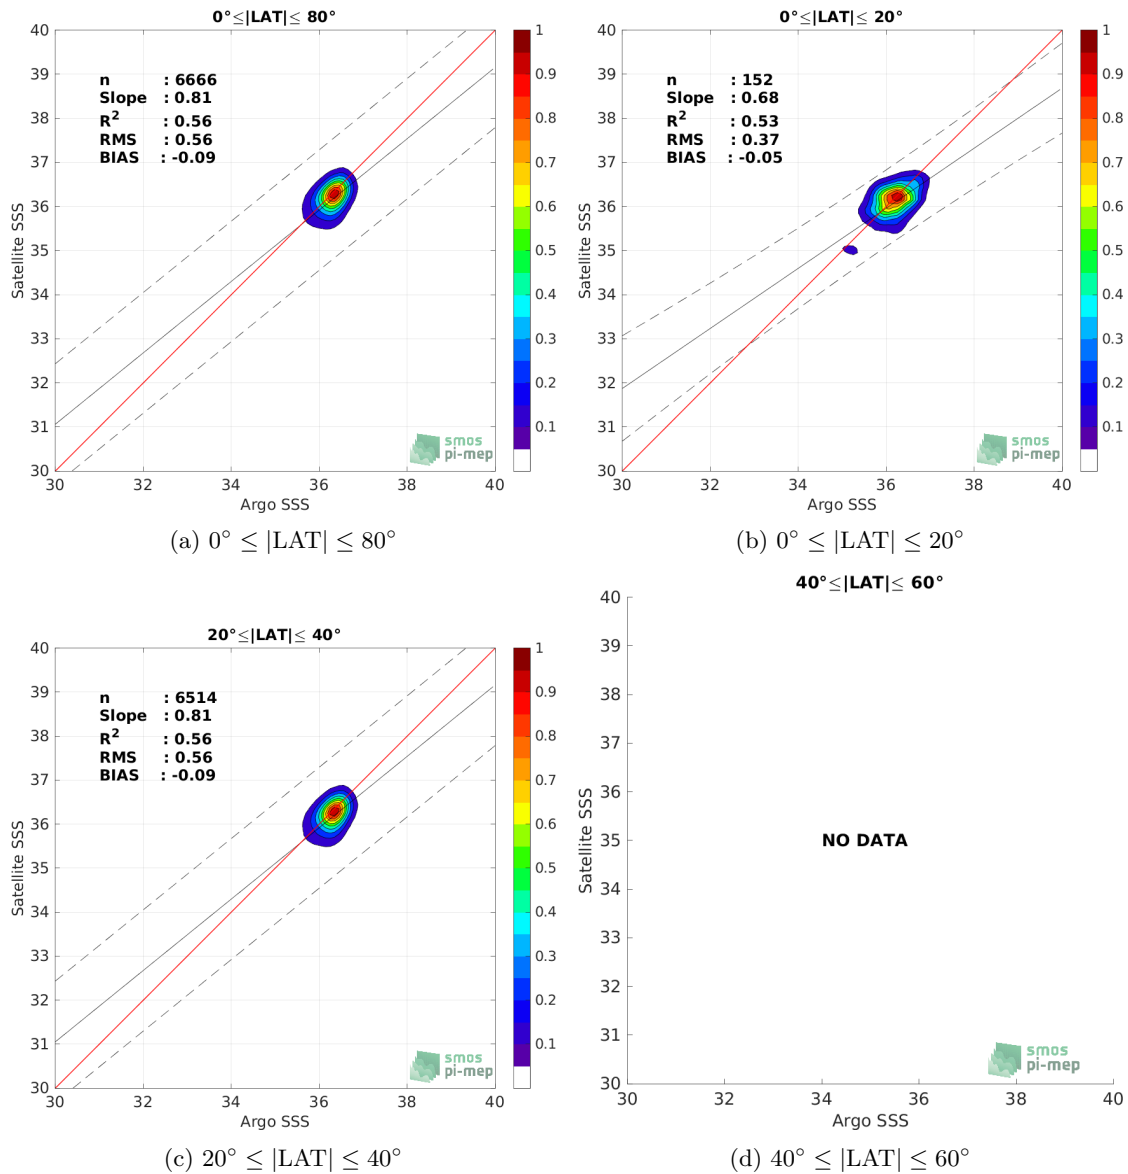 0°≤|LAT|≤ 80°
n : 6666
Slope : 0.81
R2 : 0.56
RMS : 0.56
BIAS : -0.09
40
39
38
37
36
35
34
33
32
31
30
30 32 34 36 38 40
Satellite SSS
Argo SSS
1
0.9
0.8
0.7
0.6
0.5
0.4
0.3
0.2
0.1
smos
pi-mep
(a) 0° ≤ |LAT| ≤ 80°
0°≤|LAT|≤ 20°
n : 152
Slope : 0.68
R2 : 0.53
RMS : 0.37
BIAS : -0.05
40
39
38
37
36
35
34
33
32
31
30
30 32 34 36 38 40
Satellite SSS
Argo SSS
1
0.9
0.8
0.7
0.6
0.5
0.4
0.3
0.2
0.1
smos
pi-mep
(b) 0° ≤ |LAT| ≤ 20°
20°≤|LAT|≤ 40°
n : 6514
Slope : 0.81
R2 : 0.56
RMS : 0.56
BIAS : -0.09
40
39
38
37
36
35
34
33
32
31
30
30 32 34 36 38 40
Satellite SSS
Argo SSS
1
0.9
0.8
0.7
0.6
0.5
0.4
0.3
0.2
0.1
smos
pi-mep
(c) 20° ≤ |LAT| ≤ 40°
40°≤|LAT|≤ 60°
40
39
38
37
36
35
34
33
32
31
30
30 32 34 36 38 40
Satellite SSS
NO DATA
Argo SSS
smos
pi-mep
(d) 40° ≤ |LAT| ≤ 60°